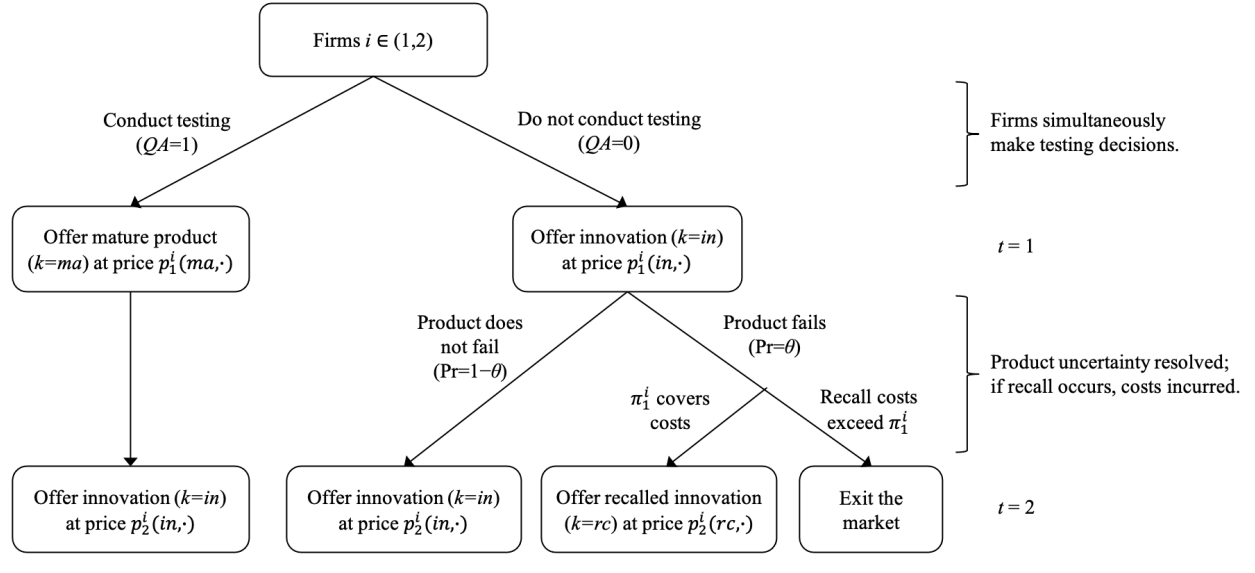 Firms i ∈ (1,2)
Conduct testing
(QA=1)
Do not conduct testing
(QA=0)
Firms simultaneously
make testing decisions.
Offer mature product
(k=ma) at price p₁ⁱ(ma,·)
Offer innovation (k=in)
at price p₁ⁱ(in,·)
t = 1
Product does
not fail
(Pr=1−θ)
Product fails
(Pr=θ)
π₁ⁱ covers
costs
Recall costs
exceed π₁ⁱ
Product uncertainty resolved;
if recall occurs, costs incurred.
Offer innovation (k=in)
at price p₂ⁱ(in,·)
Offer innovation (k=in)
at price p₂ⁱ(in,·)
Offer recalled innovation
(k=rc) at price p₂ⁱ(rc,·)
Exit the
market
t = 2